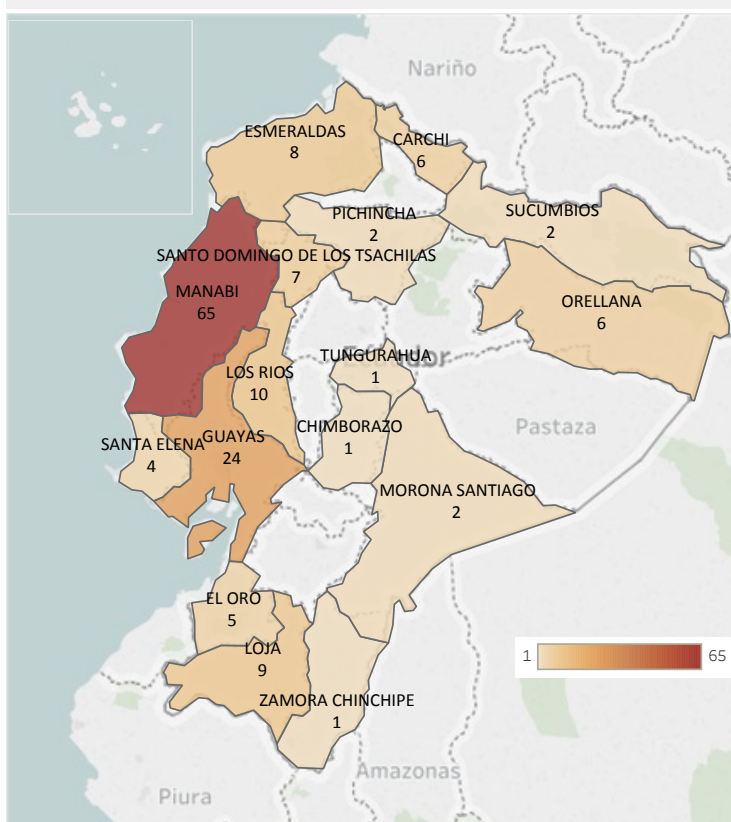 Nariño
ESMERALDAS
8
CARCHI
6
PICHINCHA
2
SUCUMBIOS
2
SANTO DOMINGO DE LOS TSACHILAS
7
MANABI
65
ORELLANA
6
Ecuador
TUNGURAHUA
1
LOS RIOS
10
CHIMBORAZO
1
Pastaza
SANTA ELENA
4
GUAYAS
24
MORONA SANTIAGO
2
EL ORO
5
LOJA
9
1 65
ZAMORA CHINCHIPE
1
Amazonas
Piura